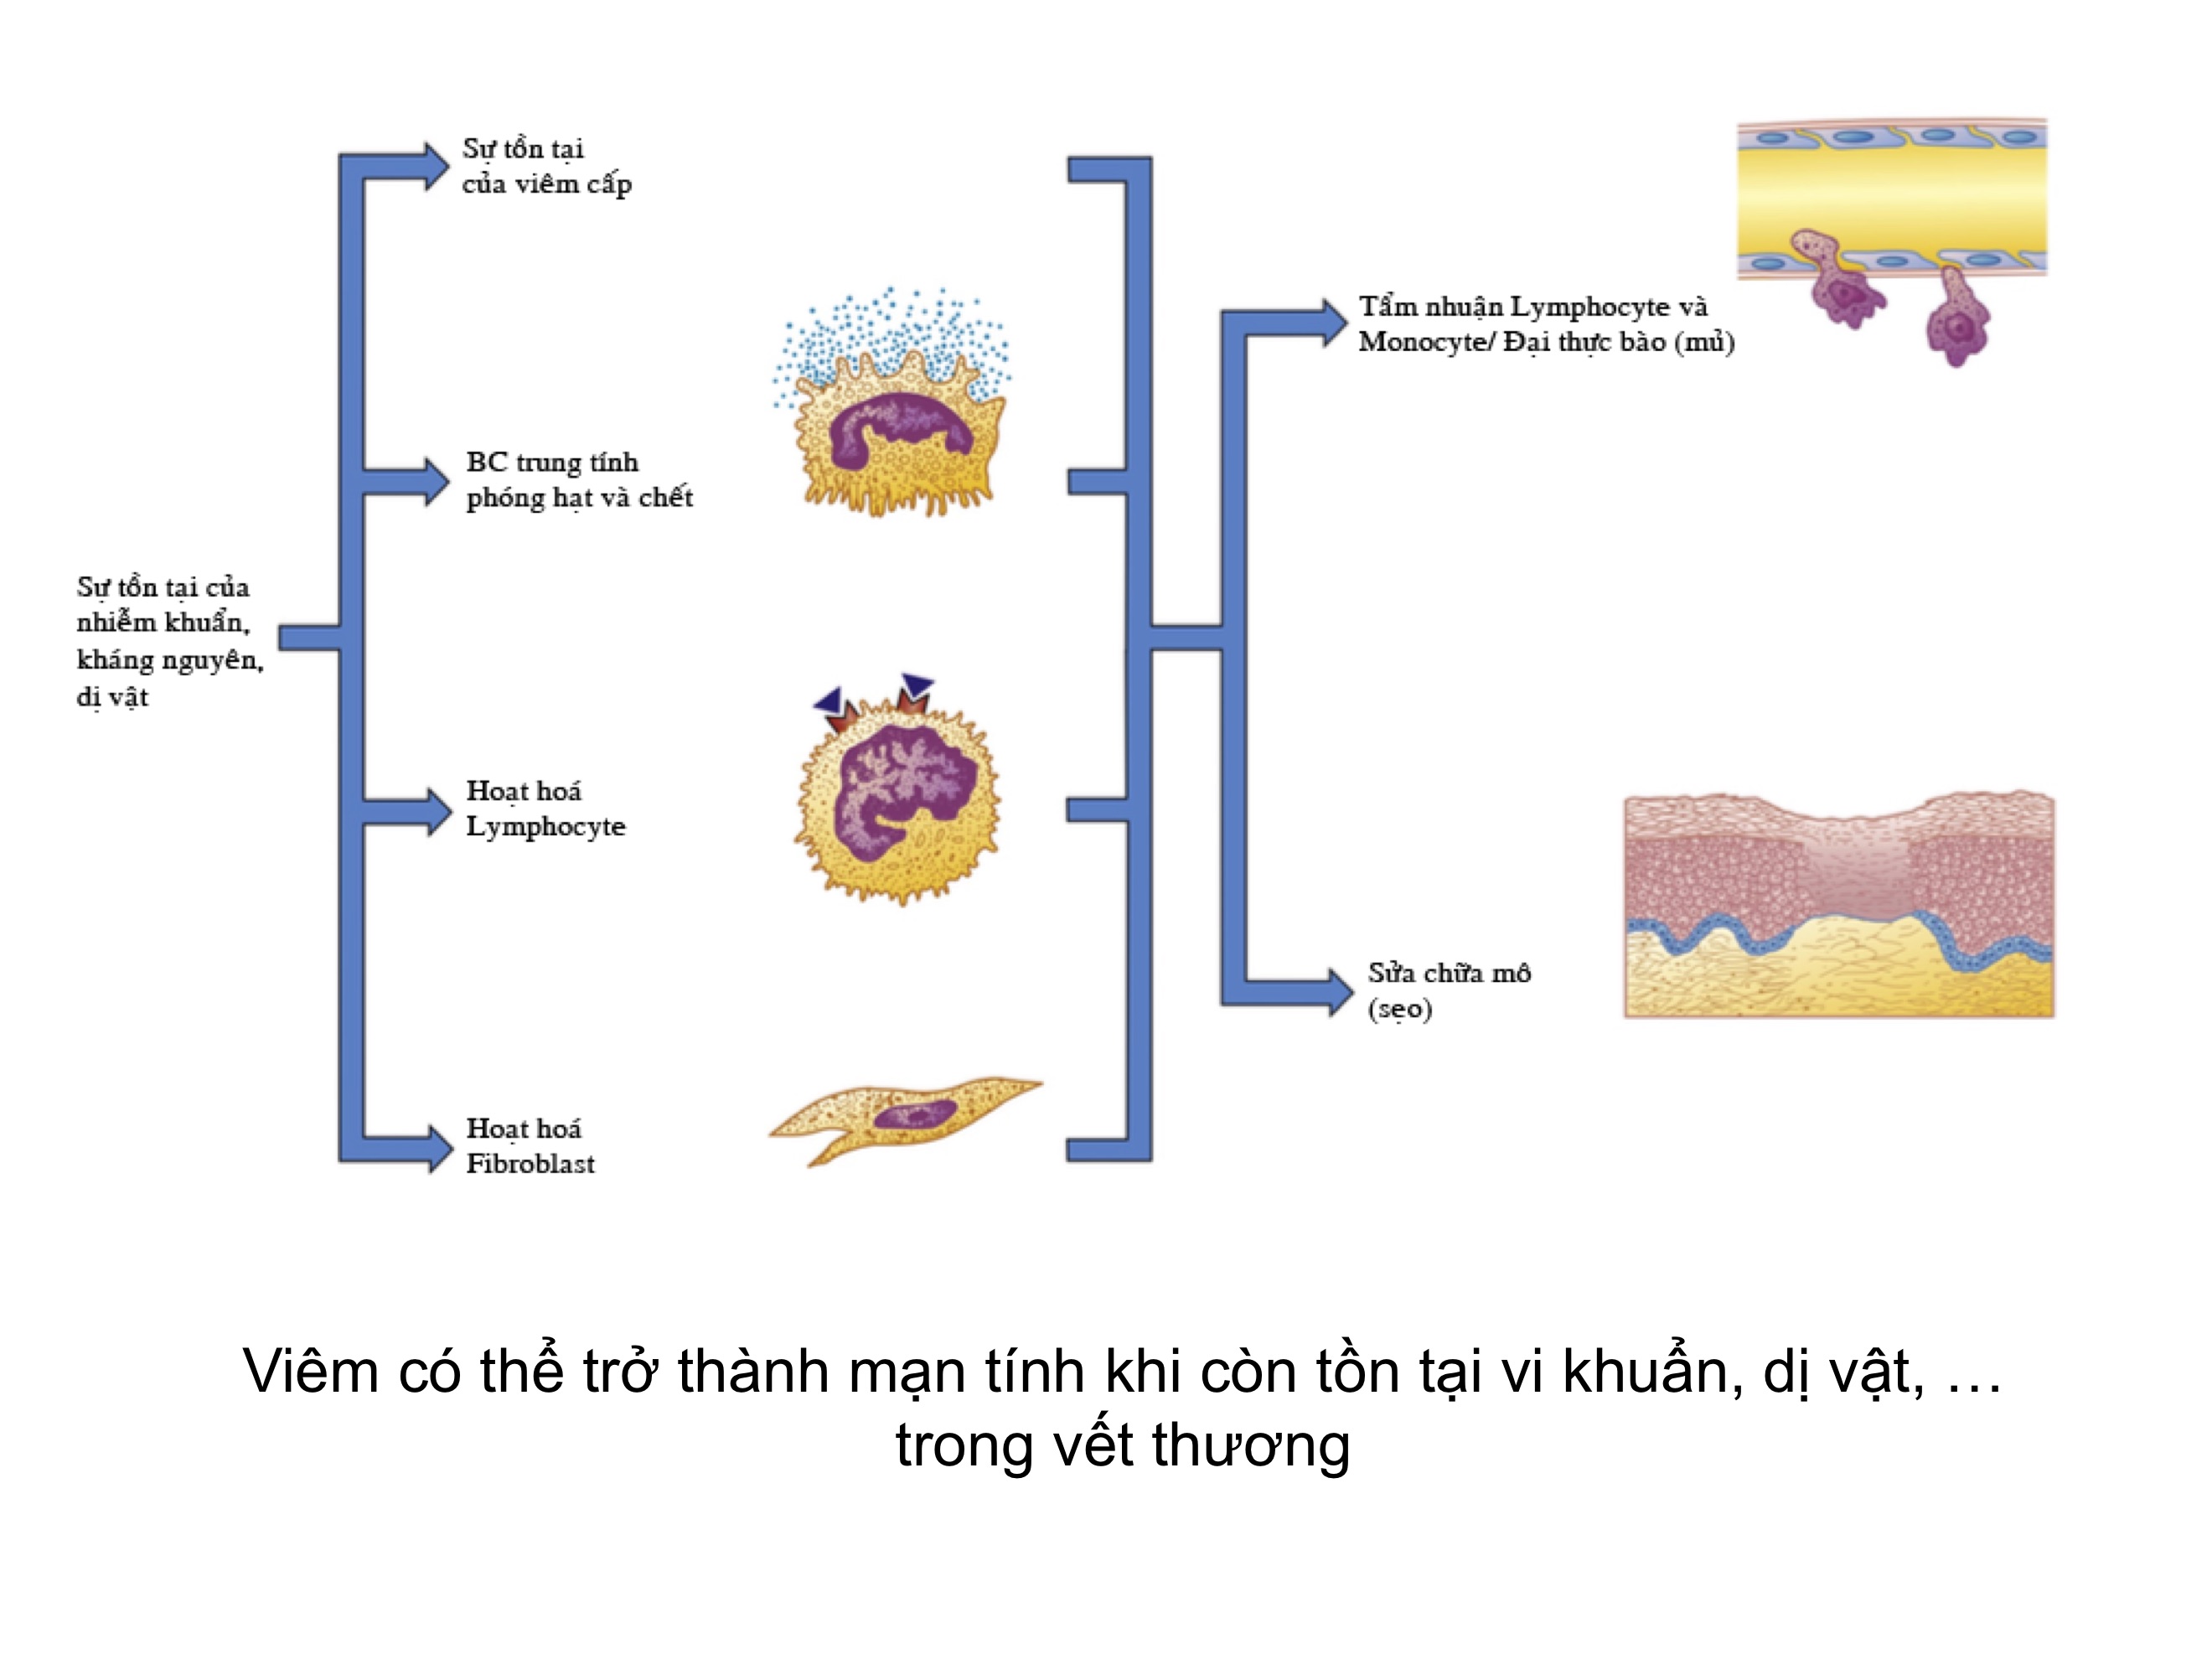 Sự tồn tại
của viêm cấp
Tẩm nhuận Lymphocyte và
Monocyte/ Đại thực bào (mủ)
BC trung tính
phóng hạt và chết
Sự tồn tại của
nhiễm khuẩn,
kháng nguyên,
dị vật
Hoạt hoá
Lymphocyte
Sửa chữa mô
(sẹo)
Hoạt hoá
Fibroblast
Viêm có thể trở thành mạn tính khi còn tồn tại vi khuẩn, dị vật, …
trong vết thương